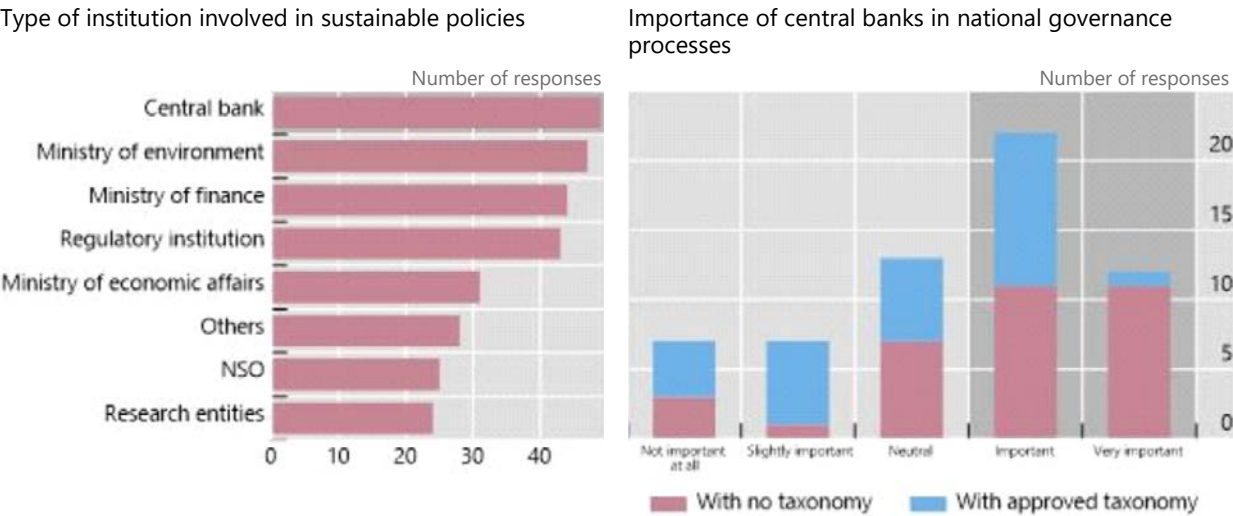 Type of institution involved in sustainable policies
Number of responses
Central bank
Ministry of environment
Ministry of finance
Regulatory institution
Ministry of economic affairs
Others
NSO
Research entities
0 10 20 30 40
Importance of central banks in national governance
processes
Number of responses
20
15
10
5
0
Not important
at all
Slightly important
Neutral
Important
Very important
With no taxonomy
With approved taxonomy